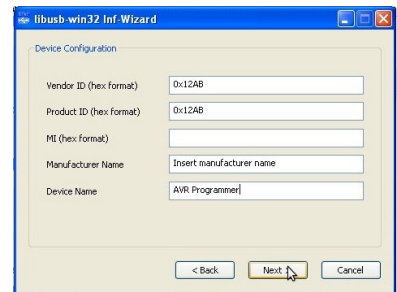 libusb-win32 Inf-Wizard
Device Configuration
Vendor ID (hex format) 0x12AB
Product ID (hex format) 0x12AB
MI (hex format)
Manufacturer Name Insert manufacturer name
Device Name AVR Programmer
< Back Next > Cancel